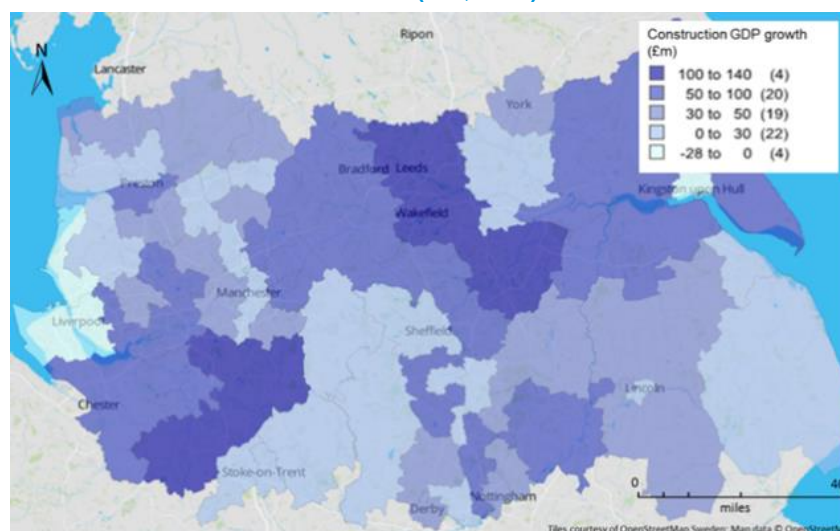 Ripon
N
Lancaster
Construction GDP growth
(£m)
100 to 140 (4)
50 to 100 (20)
30 to 50 (19)
0 to 30 (22)
-28 to 0 (4)
York
Bradford Leeds
Preston
Kingston upon Hull
Wakefield
Manchester
Liverpool
Sheffield
Chester
Lincoln
Stoke-on-Trent
Nottingham
Derby
0 40
miles
Tiles courtesy of OpenStreetMap Sweden; Map data © OpenStreetM